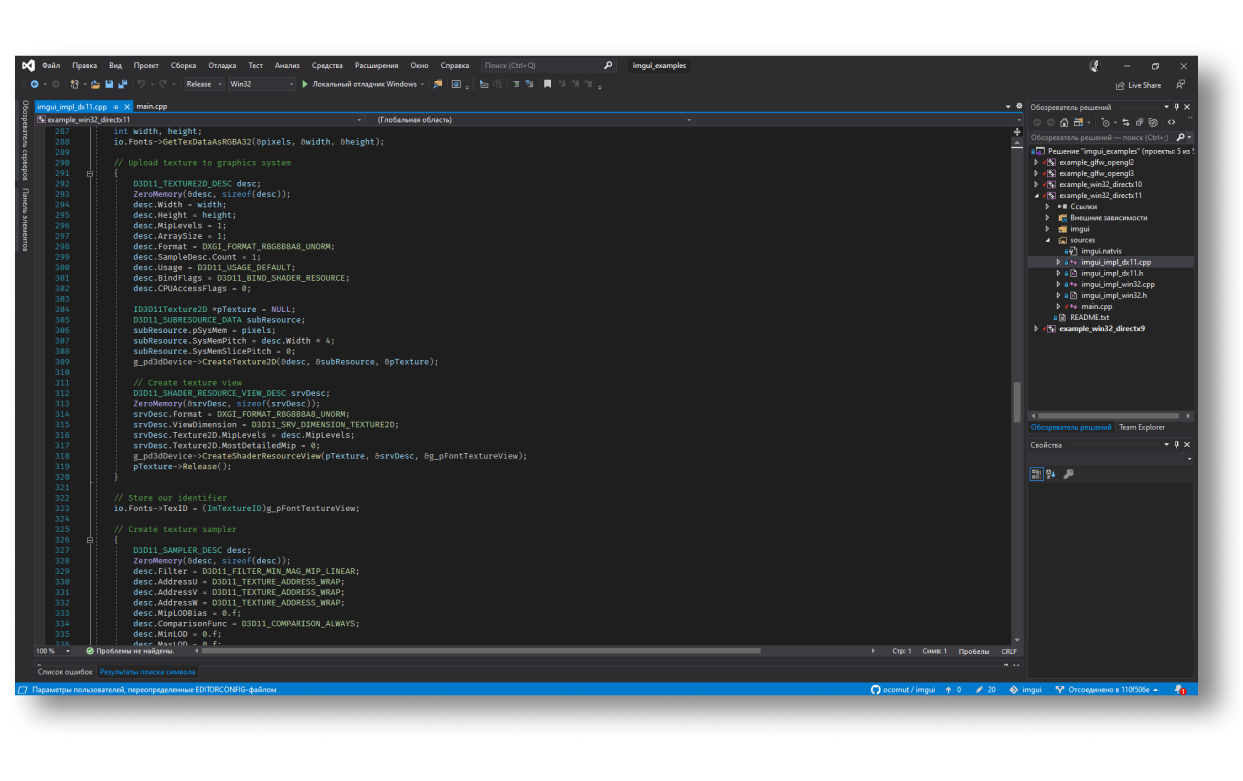 Файл Правка Вид Проект Сборка Отладка Тест Анализ Средства Расширения Окно Справка Поиск (Ctrl+Q) imgui_examples
Release Win32 Локальный отладчик Windows Live Share
Обозреватель серверов
Панель элементов
imgui_impl_dx11.cpp main.cpp
example_win32_directx11 (Глобальная область)
287 int width, height;
288 io.Fonts->GetTexDataAsRGBA32(&pixels, &width, &height);
289
290 // Upload texture to graphics system
291 {
292 D3D11_TEXTURE2D_DESC desc;
293 ZeroMemory(&desc, sizeof(desc));
294 desc.Width = width;
295 desc.Height = height;
296 desc.MipLevels = 1;
297 desc.ArraySize = 1;
298 desc.Format = DXGI_FORMAT_R8G8B8A8_UNORM;
299 desc.SampleDesc.Count = 1;
300 desc.Usage = D3D11_USAGE_DEFAULT;
301 desc.BindFlags = D3D11_BIND_SHADER_RESOURCE;
302 desc.CPUAccessFlags = 0;
303
304 ID3D11Texture2D *pTexture = NULL;
305 D3D11_SUBRESOURCE_DATA subResource;
306 subResource.pSysMem = pixels;
307 subResource.SysMemPitch = desc.Width * 4;
308 subResource.SysMemSlicePitch = 0;
309 g_pd3dDevice->CreateTexture2D(&desc, &subResource, &pTexture);
310
311 // Create texture view
312 D3D11_SHADER_RESOURCE_VIEW_DESC srvDesc;
313 ZeroMemory(&srvDesc, sizeof(srvDesc));
314 srvDesc.Format = DXGI_FORMAT_R8G8B8A8_UNORM;
315 srvDesc.ViewDimension = D3D11_SRV_DIMENSION_TEXTURE2D;
316 srvDesc.Texture2D.MipLevels = desc.MipLevels;
317 srvDesc.Texture2D.MostDetailedMip = 0;
318 g_pd3dDevice->CreateShaderResourceView(pTexture, &srvDesc, &g_pFontTextureView);
319 pTexture->Release();
320 }
321
322 // Store our identifier
323 io.Fonts->TexID = (ImTextureID)g_pFontTextureView;
324
325 // Create texture sampler
326 {
327 D3D11_SAMPLER_DESC desc;
328 ZeroMemory(&desc, sizeof(desc));
329 desc.Filter = D3D11_FILTER_MIN_MAG_MIP_LINEAR;
330 desc.AddressU = D3D11_TEXTURE_ADDRESS_WRAP;
331 desc.AddressV = D3D11_TEXTURE_ADDRESS_WRAP;
332 desc.AddressW = D3D11_TEXTURE_ADDRESS_WRAP;
333 desc.MipLODBias = 0.f;
334 desc.ComparisonFunc = D3D11_COMPARISON_ALWAYS;
335 desc.MinLOD = 0.f;
336 desc.MaxLOD = 0.f;
100 % Проблемы не найдены. Стр: 1 Симв: 1 Пробелы CRLF
Список ошибок Результаты поиска символа
Обозреватель решений
Обозреватель решений — поиск (Ctrl+;)
Решение "imgui_examples" (проекты: 5 из 5
example_glfw_opengl2
example_glfw_opengl3
example_win32_directx10
example_win32_directx11
Ссылки
Внешние зависимости
imgui
sources
imgui.natvis
imgui_impl_dx11.cpp
imgui_impl_dx11.h
imgui_impl_win32.cpp
imgui_impl_win32.h
main.cpp
README.txt
example_win32_directx9
Обозреватель решений Team Explorer
Свойства
Параметры пользователей, переопределенные EDITORCONFIG-файлом ocornut / imgui 0 20 imgui Отсоединено в 110f506e 1